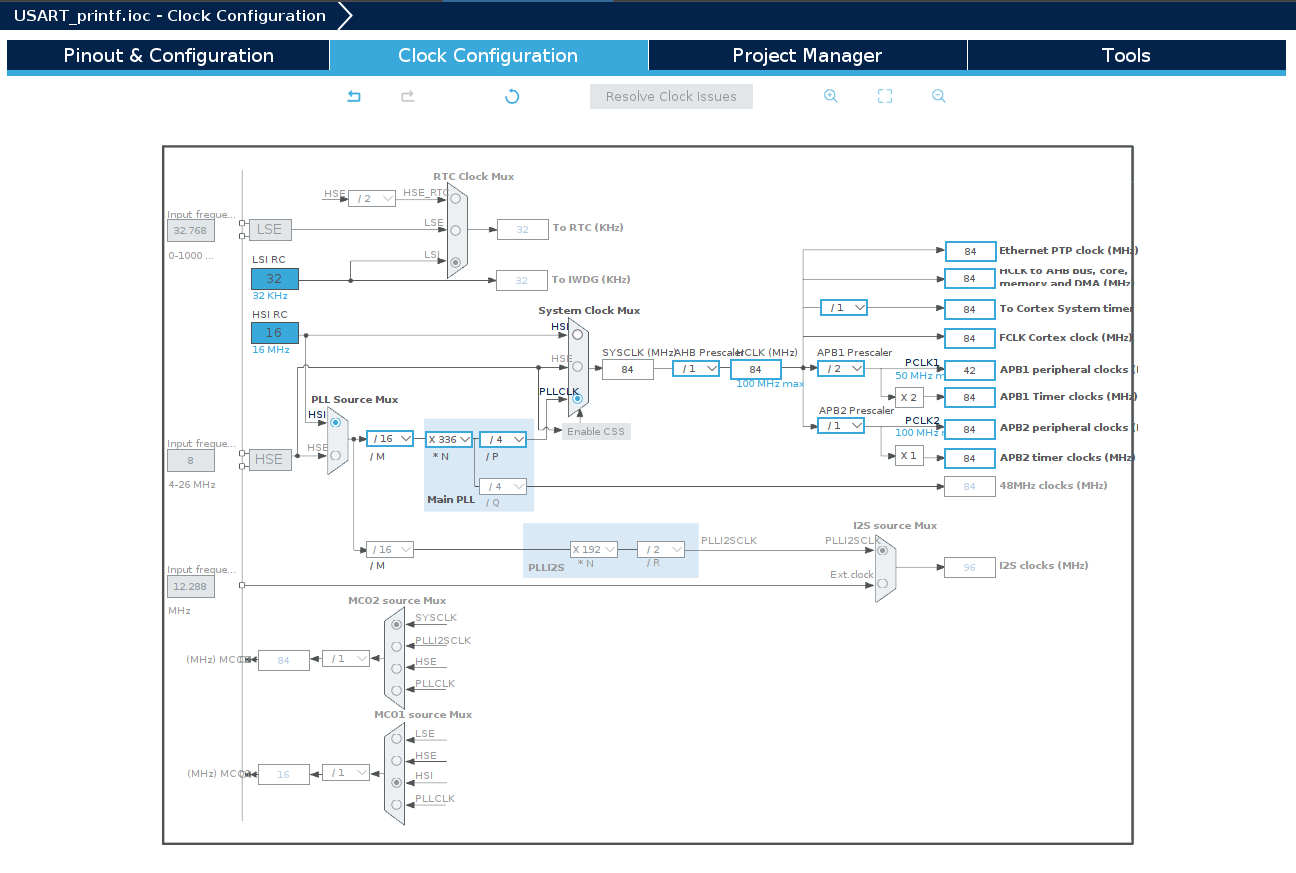 USART_printf.ioc - Clock Configuration
Pinout & Configuration
Clock Configuration
Project Manager
Tools
Resolve Clock Issues
RTC Clock Mux
HSE
/ 2
HSE_RTC
Input freque...
32.768
0-1000 ...
LSE
LSE
32
To RTC (KHz)
LSI RC
32
32 KHz
LSI
32
To IWDG (KHz)
HSI RC
16
16 MHz
System Clock Mux
HSI
HSE
PLLCLK
Enable CSS
SYSCLK (MHz)
84
AHB Prescaler
/ 1
HCLK (MHz)
84
100 MHz max
84
Ethernet PTP clock (MHz)
84
HCLK to AHB bus, core,
memory and DMA (MHz)
/ 1
84
To Cortex System timer
84
FCLK Cortex clock (MHz)
APB1 Prescaler
/ 2
PCLK1
50 MHz m
42
APB1 peripheral clocks (
X 2
84
APB1 Timer clocks (MHz)
APB2 Prescaler
/ 1
PCLK2
100 MHz
84
APB2 peripheral clocks (
X 1
84
APB2 timer clocks (MHz)
84
48MHz clocks (MHz)
PLL Source Mux
HSI
HSE
Input freque...
8
4-26 MHz
HSE
/ 16
/ M
X 336
* N
/ 4
/ P
/ 4
/ Q
Main PLL
/ 16
/ M
X 192
* N
/ 2
/ R
PLLI2S
PLLI2SCLK
I2S source Mux
PLLI2SCLK
Ext.clock
96
I2S clocks (MHz)
Input freque...
12.288
MHz
MCO2 source Mux
SYSCLK
PLLI2SCLK
HSE
PLLCLK
(MHz) MCO2
84
/ 1
MCO1 source Mux
LSE
HSE
HSI
PLLCLK
(MHz) MCO1
16
/ 1